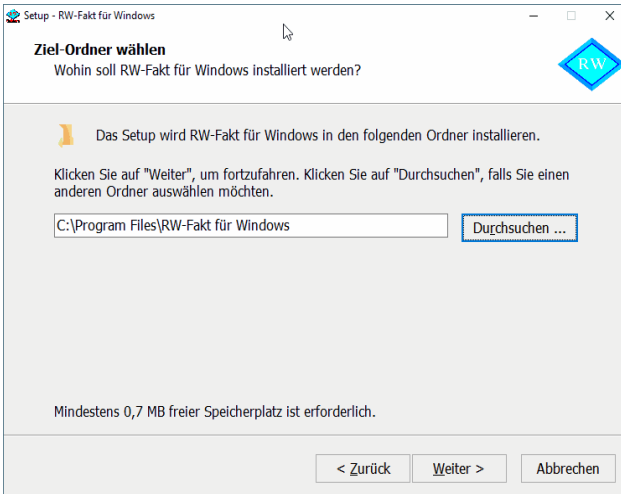 Setup - RW-Fakt für Windows
Ziel-Ordner wählen
Wohin soll RW-Fakt für Windows installiert werden?
RW
Das Setup wird RW-Fakt für Windows in den folgenden Ordner installieren.
Klicken Sie auf "Weiter", um fortzufahren. Klicken Sie auf "Durchsuchen", falls Sie einen
anderen Ordner auswählen möchten.
C:\Program Files\RW-Fakt für Windows
Durchsuchen ...
Mindestens 0,7 MB freier Speicherplatz ist erforderlich.
< Zurück
Weiter >
Abbrechen